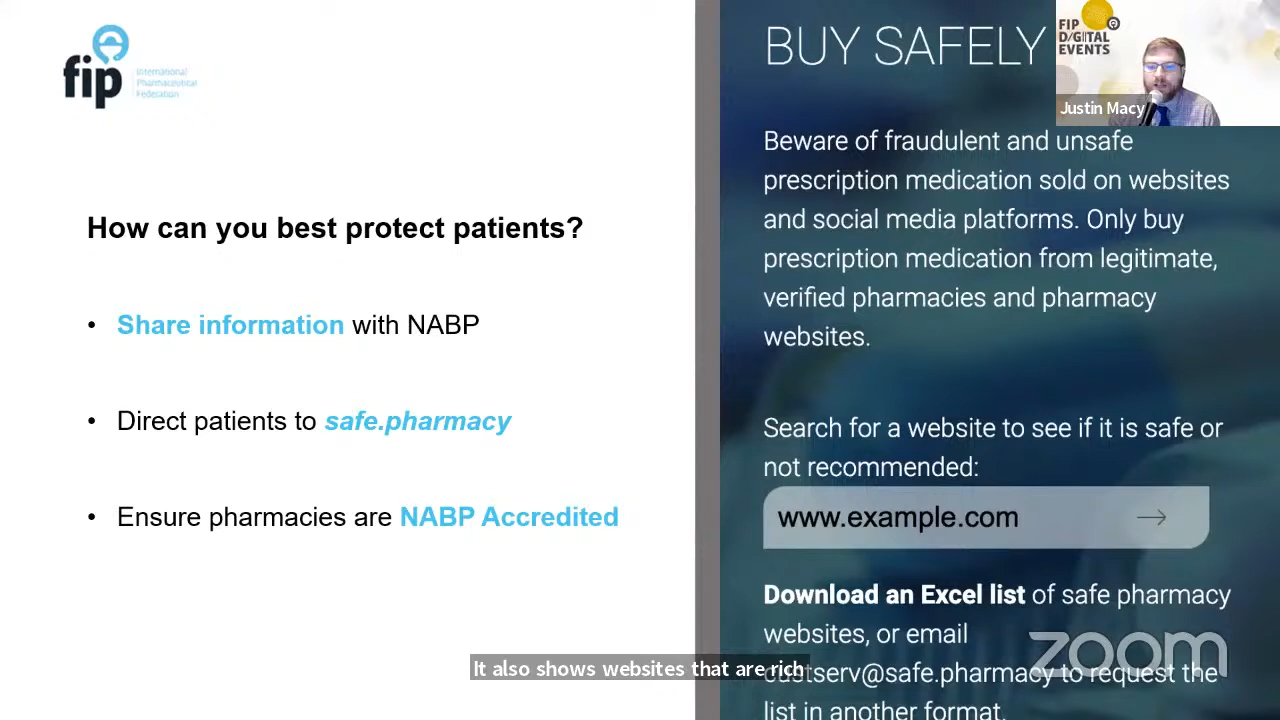 fip
International
Pharmaceutical
Federation
How can you best protect patients?
• Share information with NABP
• Direct patients to safe.pharmacy
• Ensure pharmacies are NABP Accredited
BUY SAFELY
FIP
DIGITAL
EVENTS
Justin Macy
Beware of fraudulent and unsafe
prescription medication sold on websites
and social media platforms. Only buy
prescription medication from legitimate,
verified pharmacies and pharmacy
websites.
Search for a website to see if it is safe or
not recommended:
www.example.com
Download an Excel list of safe pharmacy
websites, or email
custserv@safe.pharmacy to request the
list in another format.
zoom
It also shows websites that are rich